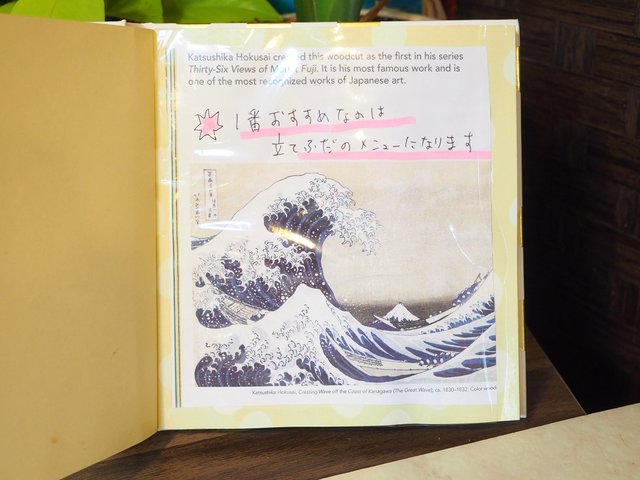 Katsushika Hokusai created this woodcut as the first in his series
Thirty-Six Views of Mount Fuji. It is his most famous work and is
one of the most recognized works of Japanese art.
1番おすすめなのは
立てふだのメニューになります
Katsushika Hokusai, Cresting Wave off the Coast of Kanagawa (The Great Wave), ca. 1830–1832. Color wood